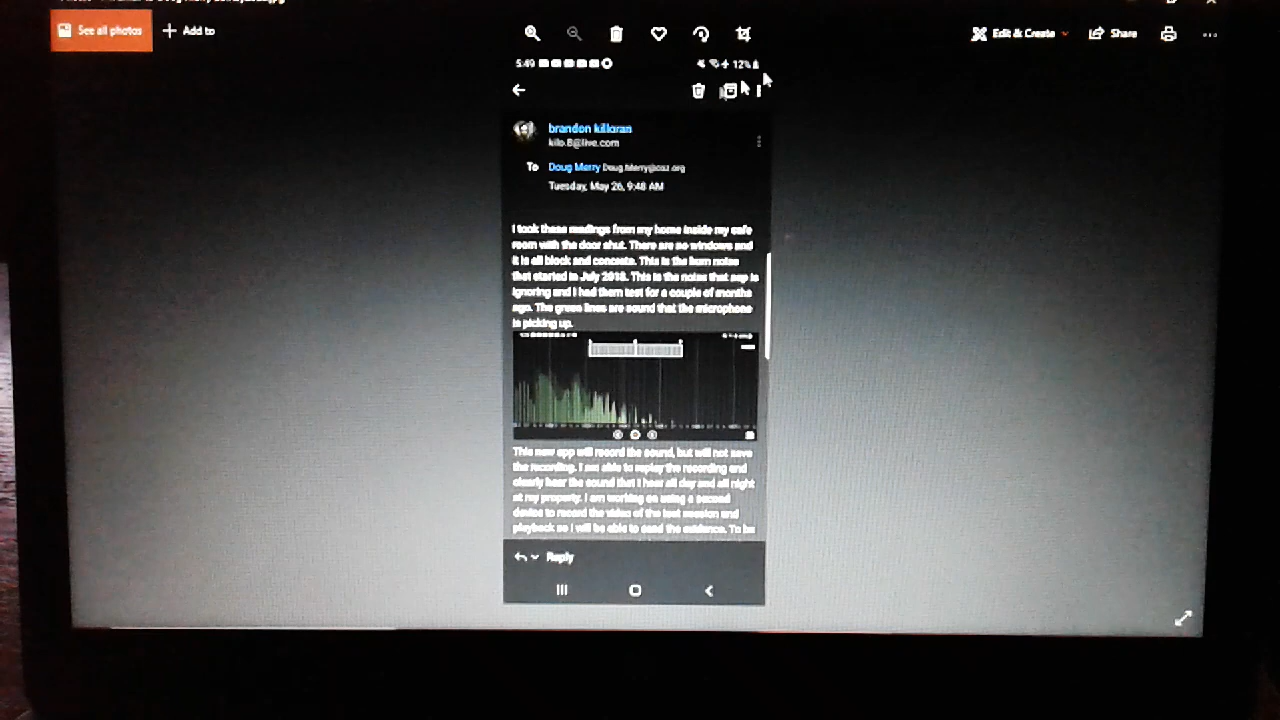 See all photos
Add to
Edit & Create
Share
5:49
12%
brandon killoran
kilo.8@live.com
To Doug Merry
Tuesday, May 26, 9:48 AM
I took these readings from my home inside my safe
room with the door shut. There are no windows and
it is all block and concrete. This is the hum noise
that started in July 2018. This is the noise that is
ignoring and I had them test for a couple of months
ago. The green lines are sound that the microphone
is picking up.
This new app will record the sound, but will not save
the recording. I am able to replay the recording and
clearly hear the sound that I hear all day and all night
at my property. I am working on using a second
device to record the video of the test session and
playback so I will be able to send the evidence. To be
Reply